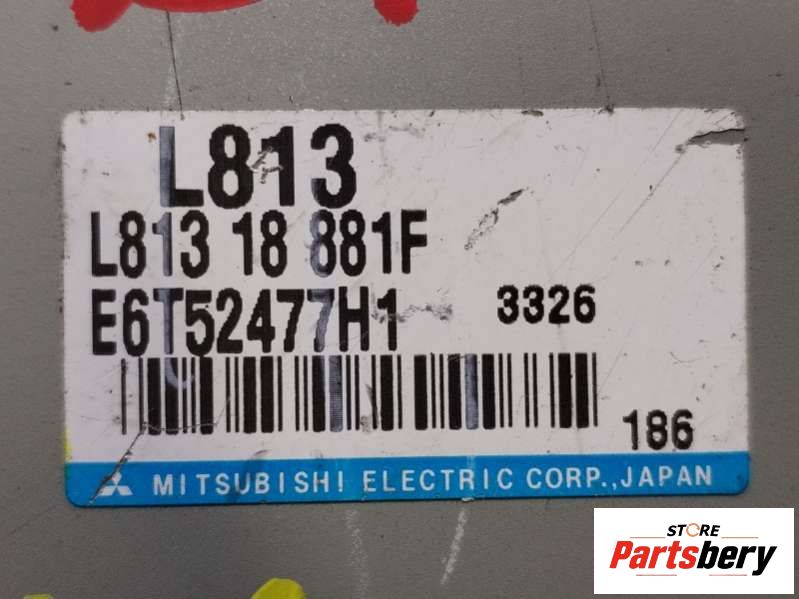 L813
L813 18 881F
E6T52477H1 3326
186
MITSUBISHI ELECTRIC CORP.,JAPAN
STORE
Partsbery